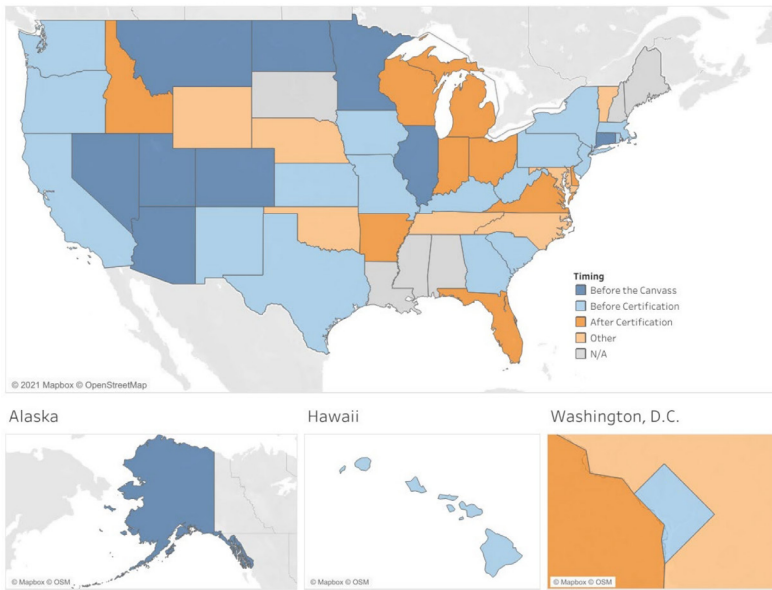 Timing
Before the Canvass
Before Certification
After Certification
Other
N/A
© 2021 Mapbox © OpenStreetMap
Alaska
Hawaii
Washington, D.C.
© Mapbox © OSM
© Mapbox © OSM
© Mapbox © OSM